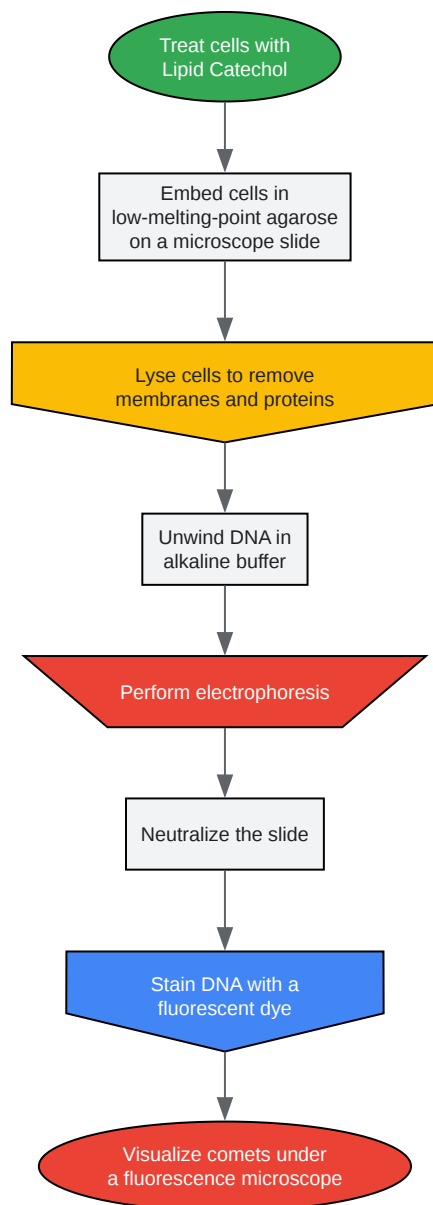 Treat cells with
Lipid Catechol
Embed cells in
low-melting-point agarose
on a microscope slide
Lyse cells to remove
membranes and proteins
Unwind DNA in
alkaline buffer
Perform electrophoresis
Neutralize the slide
Stain DNA with a
fluorescent dye
Visualize comets under
a fluorescence microscope